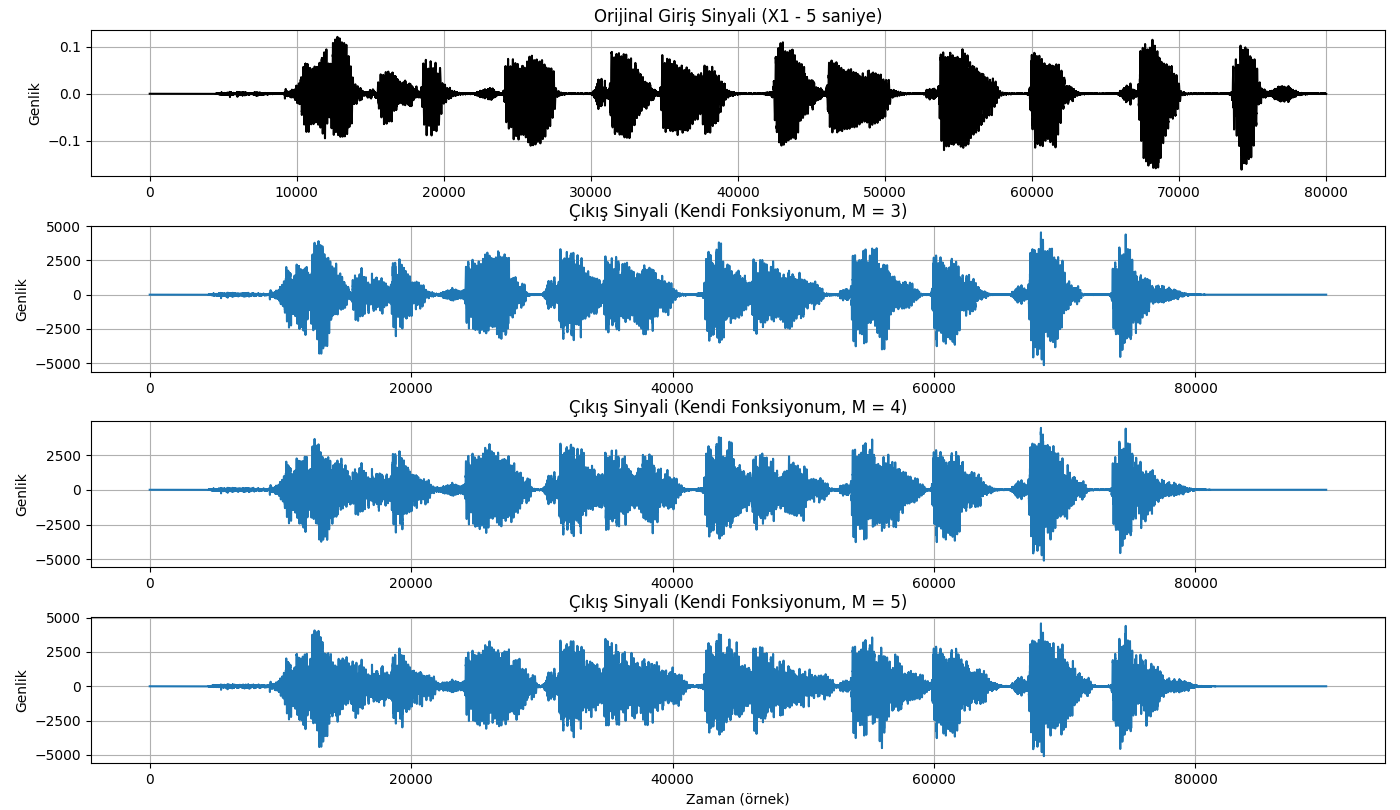 Orijinal Giriş Sinyali (X1 - 5 saniye)
Genlik
0.1
0.0
−0.1
0 10000 20000 30000 40000 50000 60000 70000 80000
Çıkış Sinyali (Kendi Fonksiyonum, M = 3)
Genlik
5000
2500
0
−2500
−5000
0 20000 40000 60000 80000
Çıkış Sinyali (Kendi Fonksiyonum, M = 4)
Genlik
2500
0
−2500
−5000
0 20000 40000 60000 80000
Çıkış Sinyali (Kendi Fonksiyonum, M = 5)
Genlik
5000
2500
0
−2500
−5000
0 20000 40000 60000 80000
Zaman (örnek)